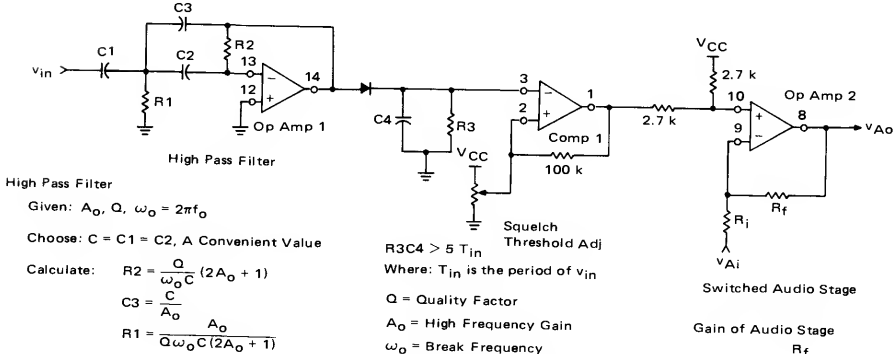 C3
C1
C2
R2
v_in
13
14
12
R1
Op Amp 1
High Pass Filter
C4
R3
3
2
1
Comp 1
V_CC
100 k
Squelch
Threshold Adj
2.7 k
V_CC
2.7 k
10
9
8
Op Amp 2
v_Ao
R_f
R_i
v_Ai
Switched Audio Stage
High Pass Filter
Given: A_o, Q, ω_o = 2πf_o
Choose: C = C1 = C2, A Convenient Value
Calculate: R2 = Q/(ω_o C) (2A_o + 1)
C3 = C/A_o
R1 = A_o/(Qω_o C(2A_o + 1))
R3C4 > 5 T_in
Where: T_in is the period of v_in
Q = Quality Factor
A_o = High Frequency Gain
ω_o = Break Frequency
Gain of Audio Stage
R_f